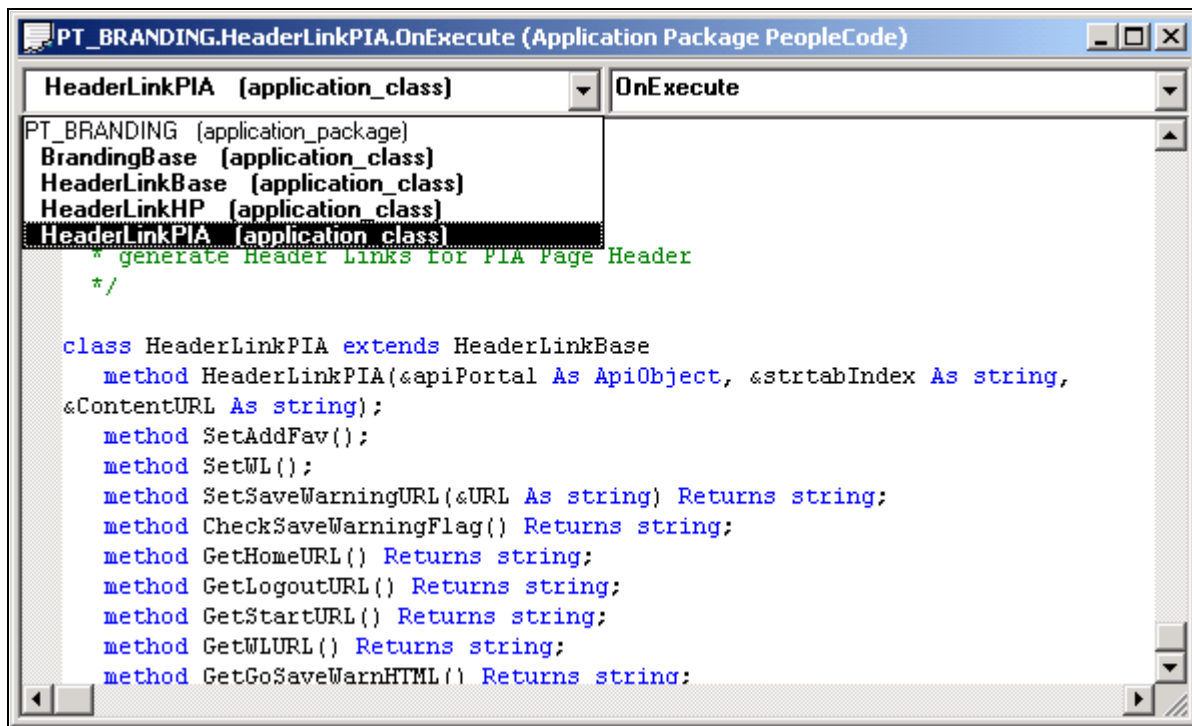 PT_BRANDING.HeaderLinkPIA.OnExecute (Application Package PeopleCode)
HeaderLinkPIA (application_class) OnExecute
PT_BRANDING (application_package)
BrandingBase (application_class)
HeaderLinkBase (application_class)
HeaderLinkHP (application_class)
HeaderLinkPIA (application_class)
* generate Header Links for PIA Page Header
*/
class HeaderLinkPIA extends HeaderLinkBase
method HeaderLinkPIA(&apiPortal As ApiObject, &strtabIndex As string,
&ContentURL As string);
method SetAddFav();
method SetWL();
method SetSaveWarningURL(&URL As string) Returns string;
method CheckSaveWarningFlag() Returns string;
method GetHomeURL() Returns string;
method GetLogoutURL() Returns string;
method GetStartURL() Returns string;
method GetWLURL() Returns string;
method GetGoSaveWarnHTML() Returns string;